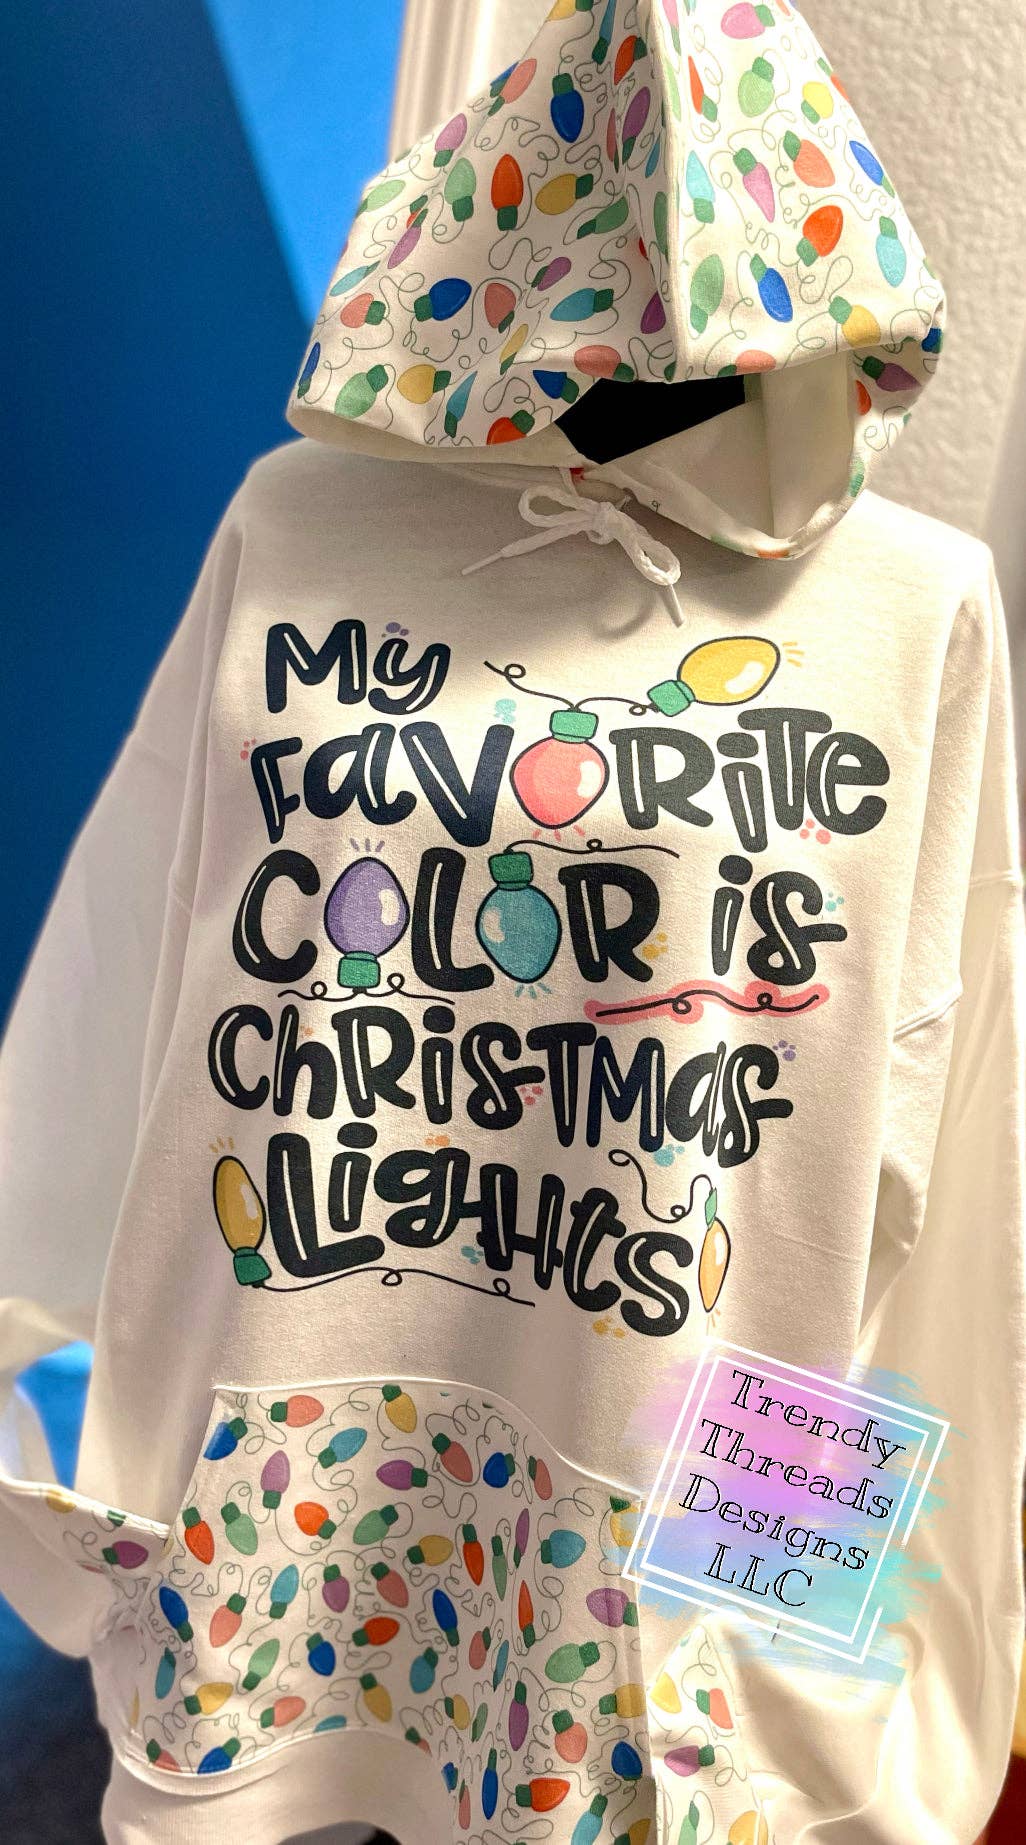 My
FavORiTe
COLOR is
ChRiSTMas
LigHts
Trendy
Threads
Designs
LLC